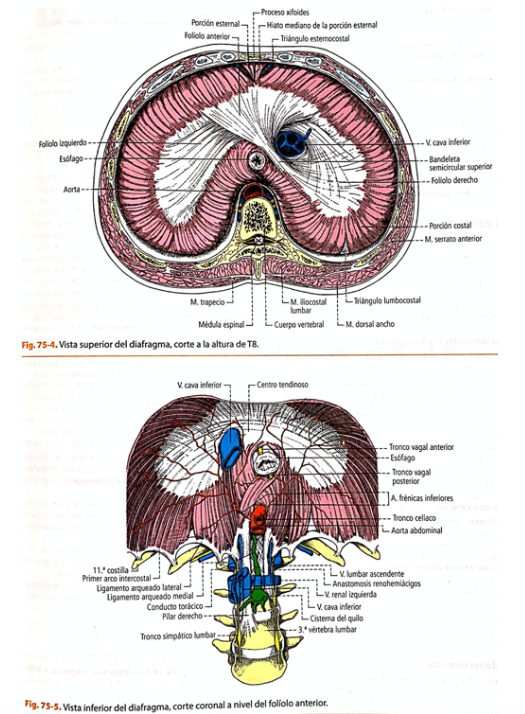 Proceso xifoides
Porción esternal
Hiato mediano de la porción esternal
Folíolo anterior
Triángulo esternocostal
Folíolo izquierdo
Esófago
Aorta
V. cava inferior
Bandeleta
semicircular superior
Folíolo derecho
Porción costal
M. serrato anterior
M. trapecio
M. iliocostal
lumbar
Triángulo lumbocostal
Médula espinal
Cuerpo vertebral
M. dorsal ancho
Fig. 75-4. Vista superior del diafragma, corte a la altura de T8.
V. cava inferior
Centro tendinoso
Tronco vagal anterior
Esófago
Tronco vagal
posterior
A. frénicas inferiores
Tronco celíaco
Aorta abdominal
11.ª costilla
Primer arco intercostal
Ligamento arqueado lateral
Ligamento arqueado medial
Conducto torácico
Pilar derecho
Tronco simpático lumbar
V. lumbar ascendente
Anastomosis renohemiácigos
V. renal izquierda
V. cava inferior
Cisterna del quilo
3.ª vértebra lumbar
Fig. 75-5. Vista inferior del diafragma, corte coronal a nivel del folíolo anterior.